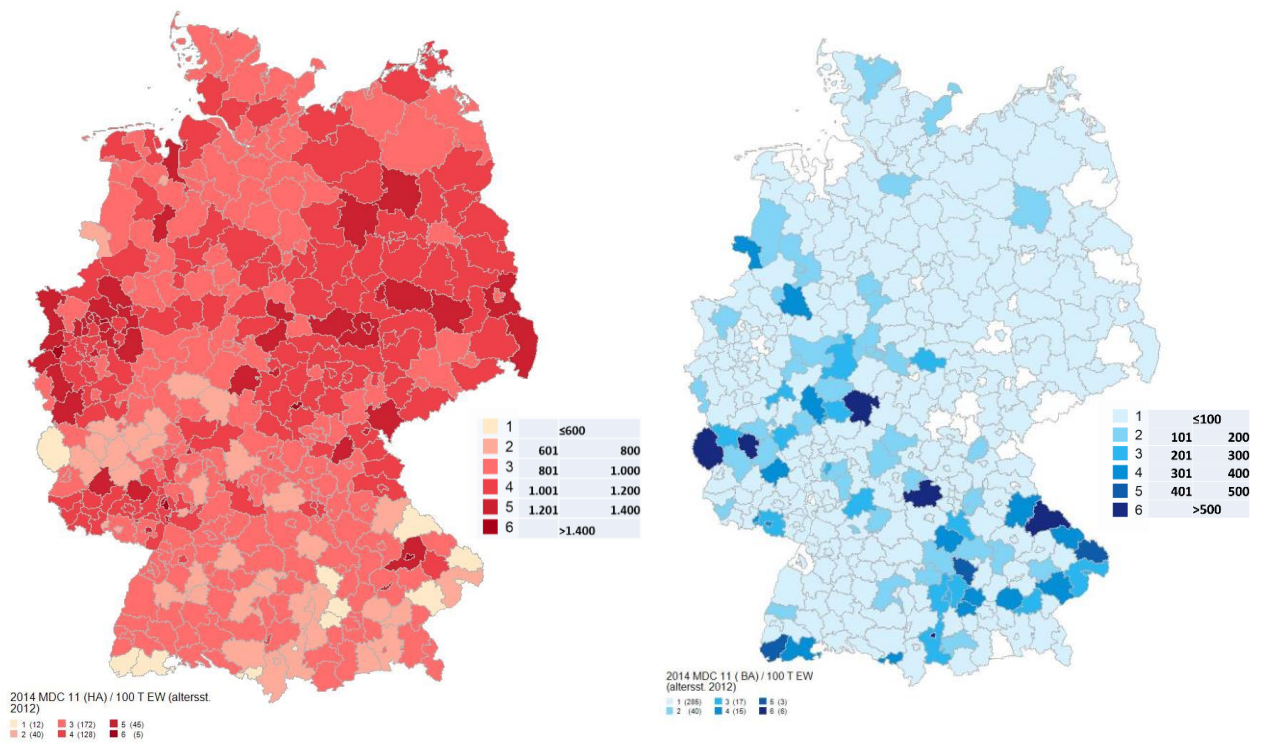 1 ≤600
2 601 800
3 801 1.000
4 1.001 1.200
5 1.201 1.400
6 >1.400
2014 MDC 11 (HA) / 100 T EW (altersst.
2012)
1 (12) 3 (172) 5 (45)
2 (40) 4 (128) 6 (5)
1 ≤100
2 101 200
3 201 300
4 301 400
5 401 500
6 >500
2014 MDC 11 ( BA) / 100 T EW
(altersst. 2012)
1 (285) 3 (17) 5 (3)
2 (40) 4 (15) 6 (6)